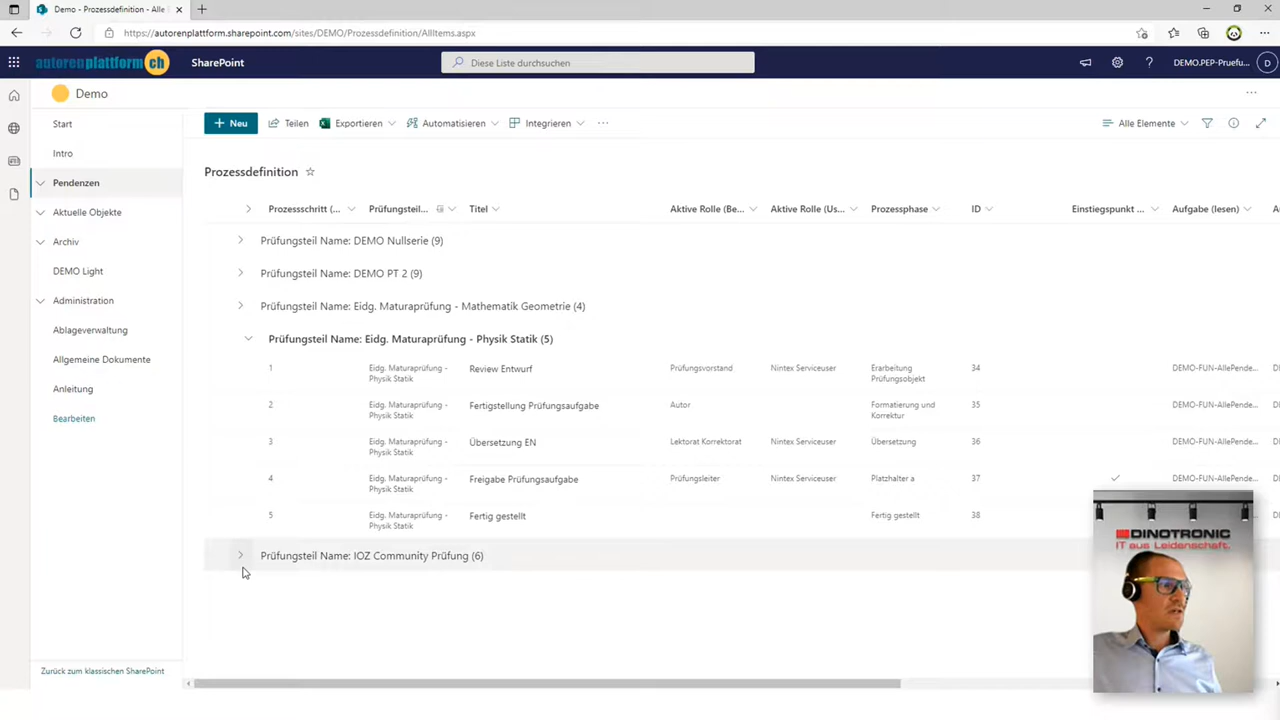 Demo - Prozessdefinition - Alle
https://autorenplattform.sharepoint.com/sites/DEMO/Prozessdefinition/AllItems.aspx
autorenplattform ch
SharePoint
Diese Liste durchsuchen
DEMO.PEP-Pruefu...
D
Demo
Start
Intro
Pendenzen
Aktuelle Objekte
Archiv
DEMO Light
Administration
Ablageverwaltung
Allgemeine Dokumente
Anleitung
Bearbeiten
Zurück zum klassischen SharePoint
Neu Teilen Exportieren Automatisieren Integrieren ... Alle Elemente
Prozessdefinition
Prozessschritt (... Prüfungsteil... Titel Aktive Rolle (Be... Aktive Rolle (Us... Prozessphase ID Einstiegspunkt ... Aufgabe (lesen)
Prüfungsteil Name: DEMO Nullserie (9)
Prüfungsteil Name: DEMO PT 2 (9)
Prüfungsteil Name: Eidg. Maturaprüfung - Mathematik Geometrie (4)
Prüfungsteil Name: Eidg. Maturaprüfung - Physik Statik (5)
1 Eidg. Maturaprüfung - Review Entwurf Prüfungsvorstand Nintex Serviceuser Erarbeitung 34 DEMO-FUN-AllePende...
Physik Statik Prüfungsobjekt
2 Eidg. Maturaprüfung - Fertigstellung Prüfungsaufgabe Autor Formatierung und 35 DEMO-FUN-AllePende...
Physik Statik Korrektur
3 Eidg. Maturaprüfung - Übersetzung EN Lektorat Korrektorat Nintex Serviceuser Übersetzung 36 DEMO-FUN-AllePende...
Physik Statik
4 Eidg. Maturaprüfung - Freigabe Prüfungsaufgabe Prüfungsleiter Nintex Serviceuser Platzhalter a 37 DEMO-FUN-AllePende...
Physik Statik
5 Eidg. Maturaprüfung - Fertig gestellt Fertig gestellt 38
Physik Statik
Prüfungsteil Name: IOZ Community Prüfung (6)
DINOTRONIC
IT aus Leidenschaft.